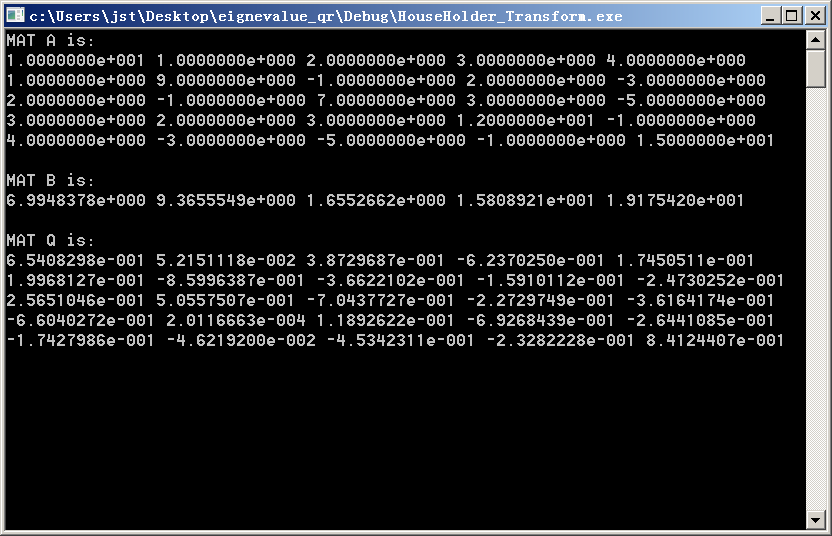 c:\Users\jst\Desktop\eignevalue_qr\Debug\HouseHolder_Transform.exe
MAT A is:
1.0000000e+001 1.0000000e+000 2.0000000e+000 3.0000000e+000 4.0000000e+000
1.0000000e+000 9.0000000e+000 -1.0000000e+000 2.0000000e+000 -3.0000000e+000
2.0000000e+000 -1.0000000e+000 7.0000000e+000 3.0000000e+000 -5.0000000e+000
3.0000000e+000 2.0000000e+000 3.0000000e+000 1.2000000e+001 -1.0000000e+000
4.0000000e+000 -3.0000000e+000 -5.0000000e+000 -1.0000000e+000 1.5000000e+001
MAT B is:
6.9948378e+000 9.3655549e+000 1.6552662e+000 1.5808921e+001 1.9175420e+001
MAT Q is:
6.5408298e-001 5.2151118e-002 3.8729687e-001 -6.2370250e-001 1.7450511e-001
1.9968127e-001 -8.5996387e-001 -3.6622102e-001 -1.5910112e-001 -2.4730252e-001
2.5651046e-001 5.0557507e-001 -7.0437727e-001 -2.2729749e-001 -3.6164174e-001
-6.6040272e-001 2.0116663e-004 1.1892622e-001 -6.9268439e-001 -2.6441085e-001
-1.7427986e-001 -4.6219200e-002 -4.5342311e-001 -2.3282228e-001 8.4124407e-001